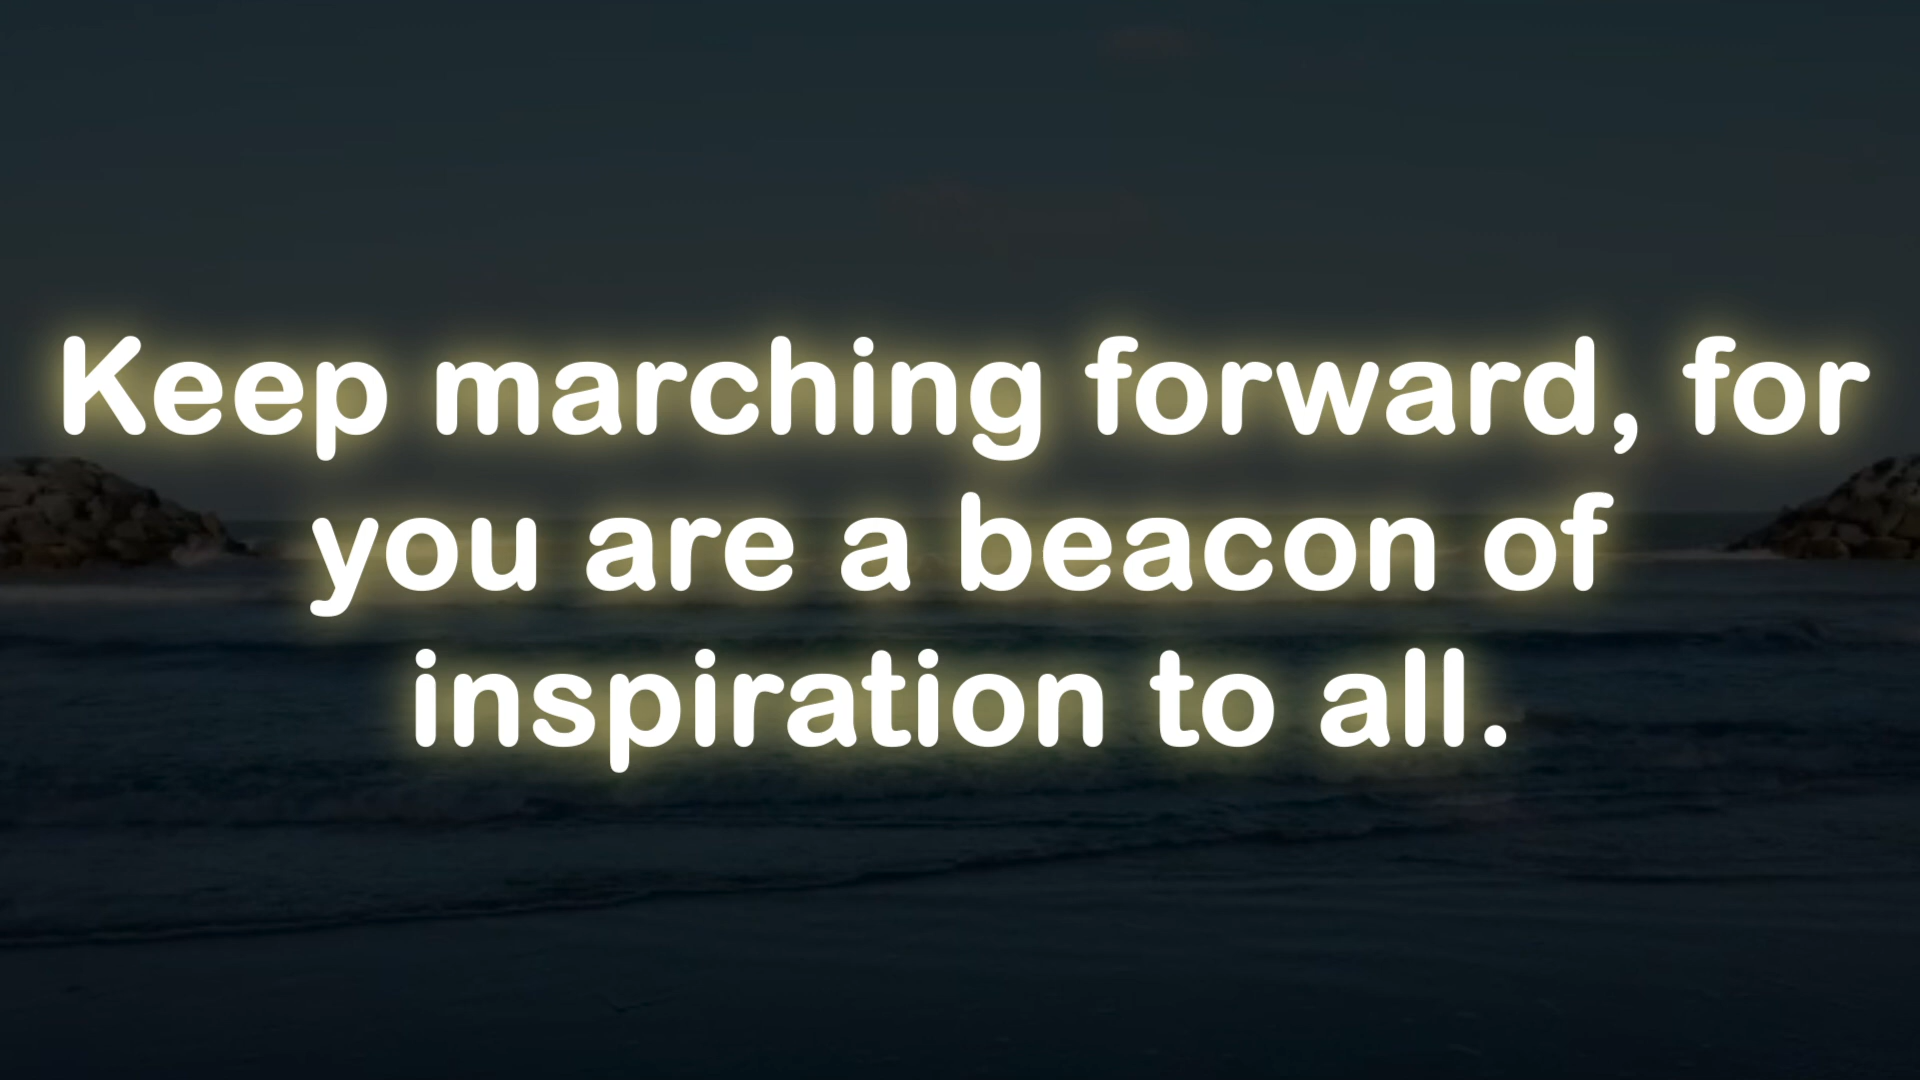 Keep marching forward, for
you are a beacon of
inspiration to all.